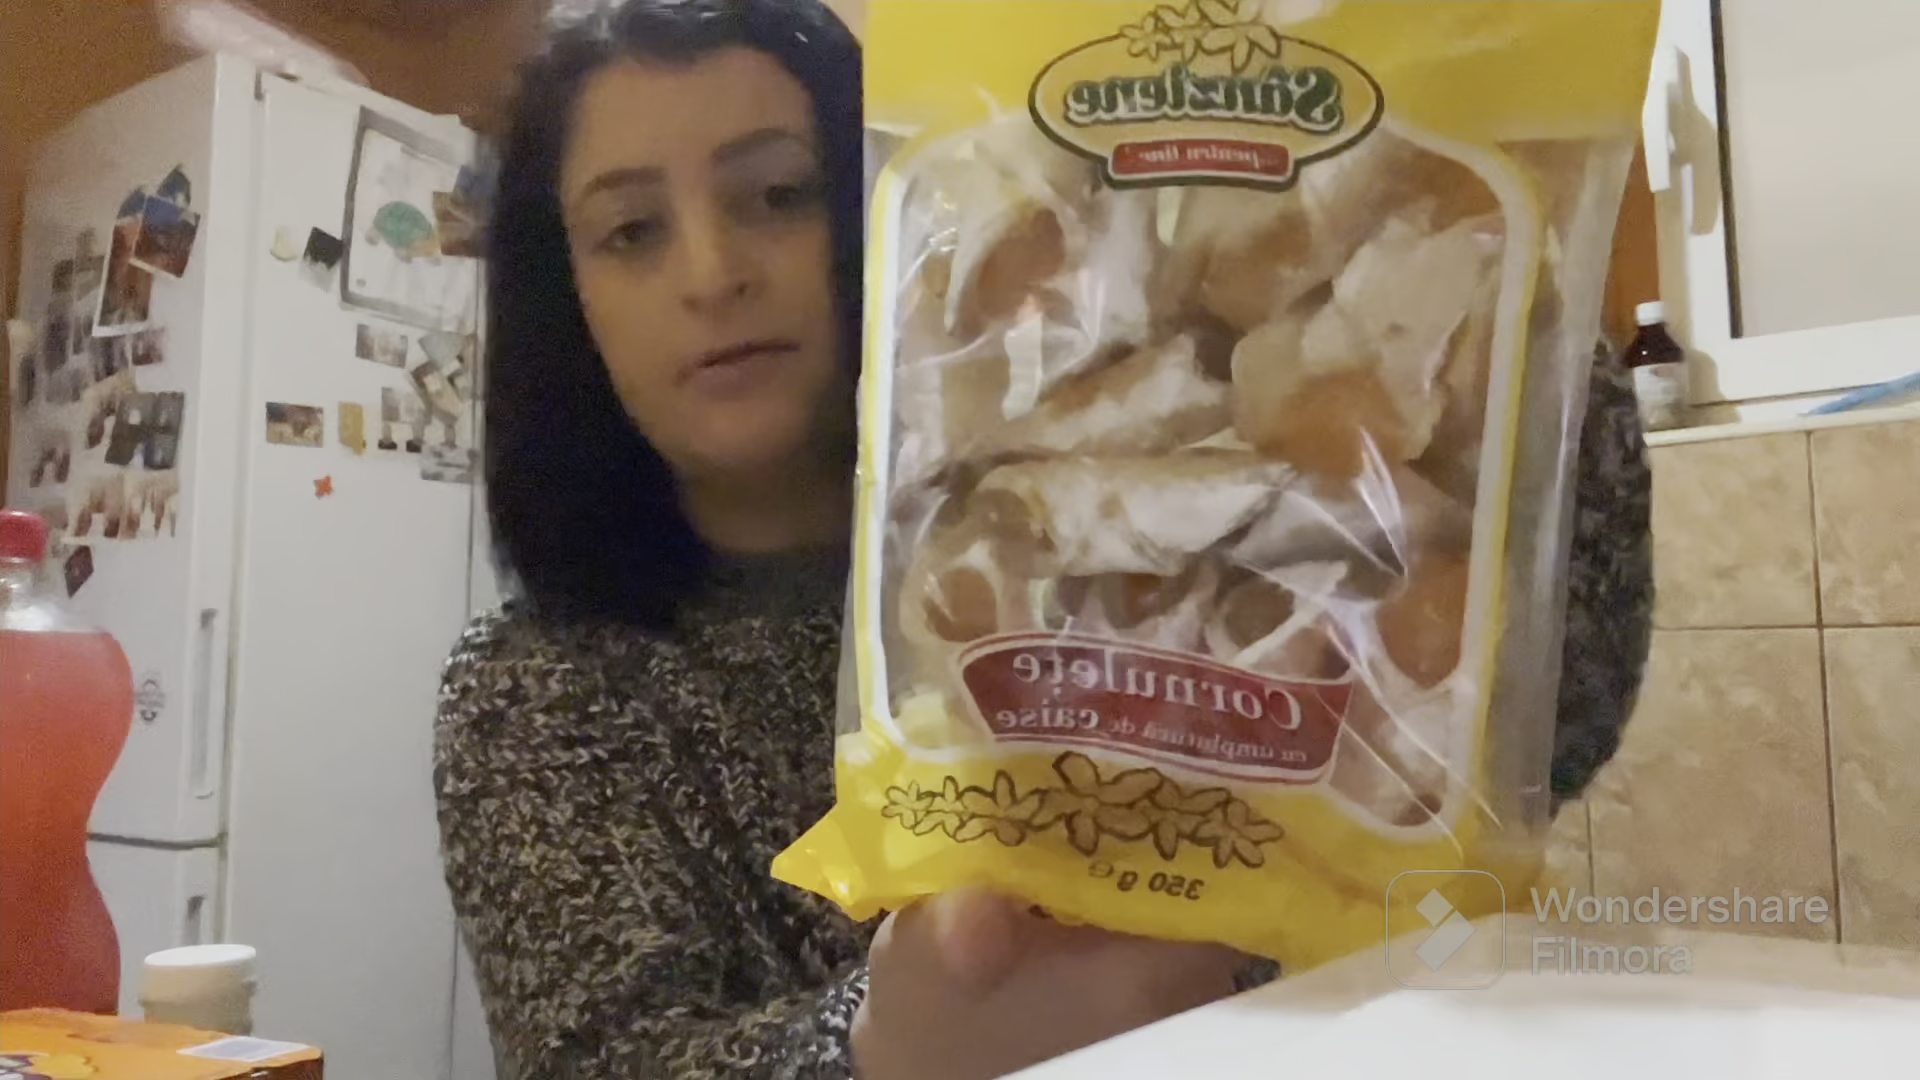 Sânziene
...pentru tine!
Cornulețe
cu umplutură de caise
350 g e
Wondershare
Filmora